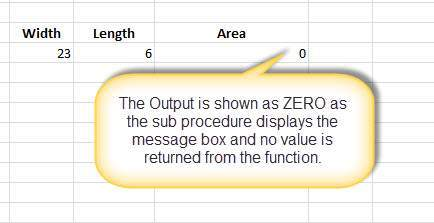 Width Length Area
23 6 0
The Output is shown as ZERO as
the sub procedure displays the
message box and no value is
returned from the function.